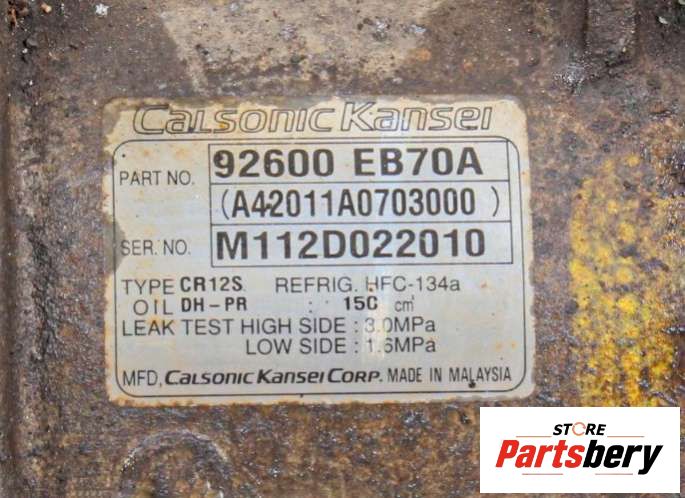 CALSONIC KANSEI
PART NO. 92600 EB70A
(A42011A0703000 )
SER. NO. M112D022010
TYPE CR12S REFRIG. HFC-134a
OIL DH-PR : 150 cm³
LEAK TEST HIGH SIDE : 3.0MPa
LOW SIDE : 1.6MPa
MFD, CALSONIC KANSEI CORP. MADE IN MALAYSIA
STORE
Partsbery